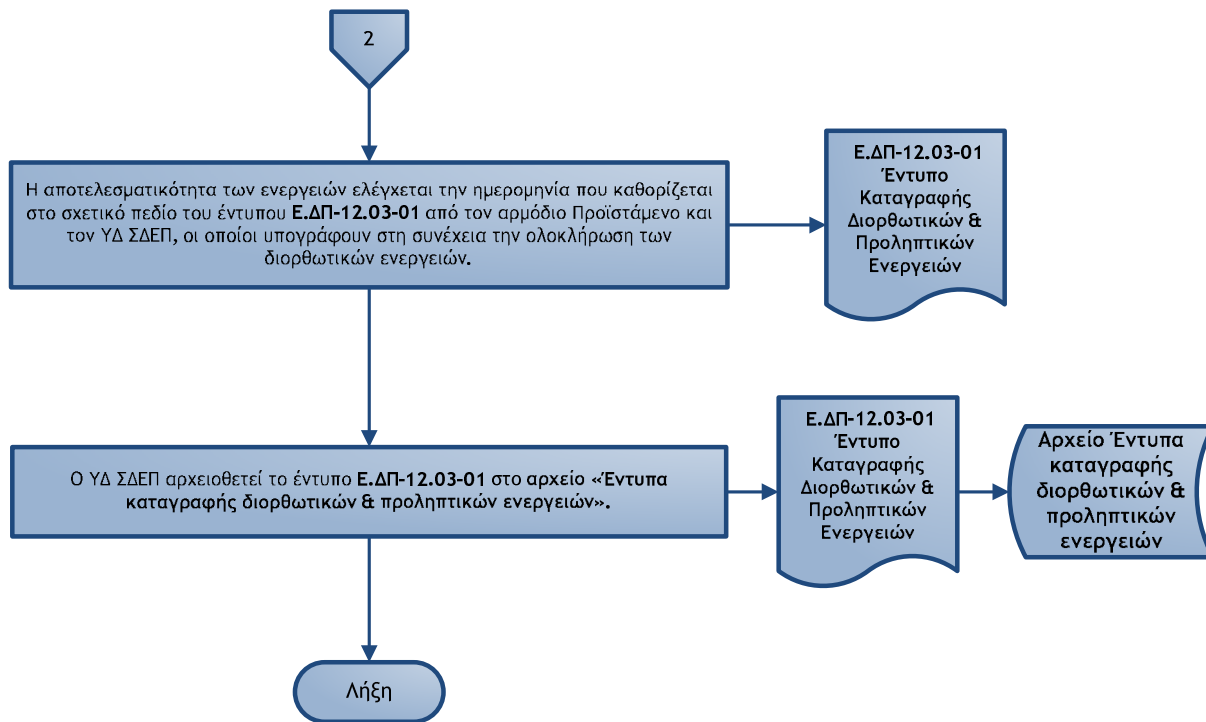 2
Η αποτελεσματικότητα των ενεργειών ελέγχεται την ημερομηνία που καθορίζεται
στο σχετικό πεδίο του έντυπου Ε.ΔΠ-12.03-01 από τον αρμόδιο Προϊστάμενο και
τον ΥΔ ΣΔΕΠ, οι οποίοι υπογράφουν στη συνέχεια την ολοκλήρωση των
διορθωτικών ενεργειών.
Ε.ΔΠ-12.03-01
Έντυπο
Καταγραφής
Διορθωτικών &
Προληπτικών
Ενεργειών
Ο ΥΔ ΣΔΕΠ αρχειοθετεί το έντυπο Ε.ΔΠ-12.03-01 στο αρχείο «Έντυπα
καταγραφής διορθωτικών & προληπτικών ενεργειών».
Ε.ΔΠ-12.03-01
Έντυπο
Καταγραφής
Διορθωτικών &
Προληπτικών
Ενεργειών
Αρχείο Έντυπα
καταγραφής
διορθωτικών &
προληπτικών
ενεργειών
Λήξη